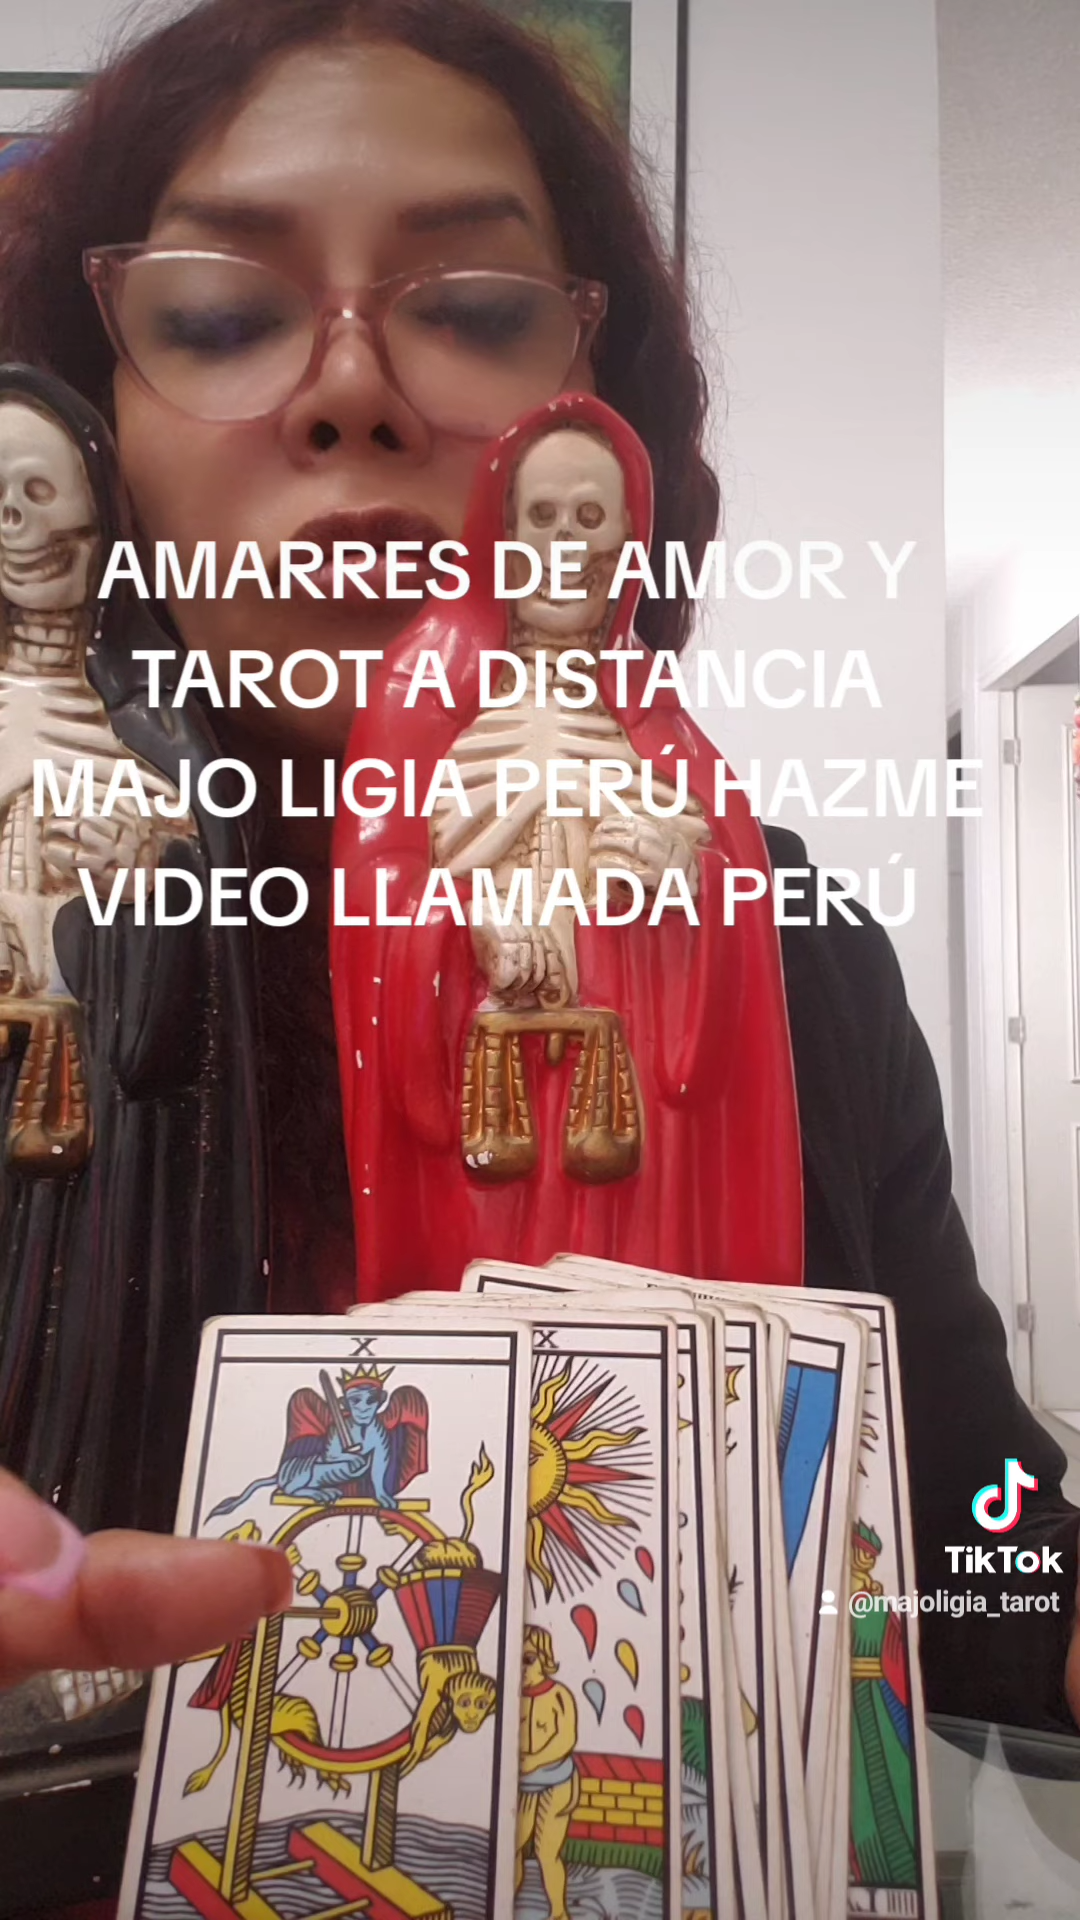 AMARRES DE AMOR Y
TAROT A DISTANCIA
MAJO LIGIA PERÚ HAZME
VIDEO LLAMADA PERÚ
X
X
TikTok
@majoligia_tarot